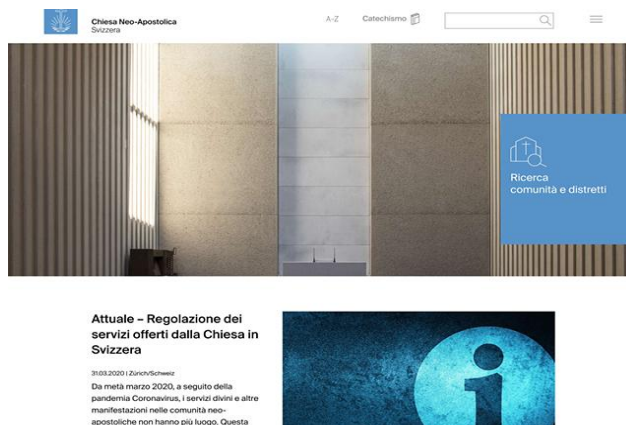 Chiesa Neo-Apostolica
Svizzera
A-Z
Catechismo
Ricerca
comunità e distretti
Attuale – Regolazione dei
servizi offerti dalla Chiesa in
Svizzera
31.03.2020 | Zürich/Schweiz
Da metà marzo 2020, a seguito della
pandemia Coronavirus, i servizi divini e altre
manifestazioni nelle comunità neo-
apostoliche non hanno più luogo. Questa